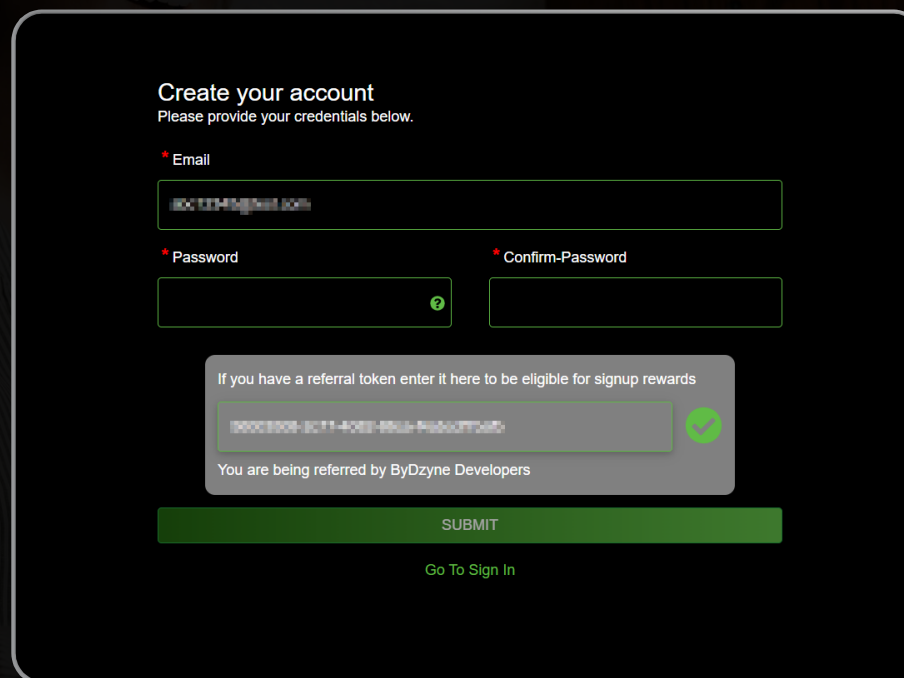 Create your account
Please provide your credentials below.
* Email
* Password
* Confirm-Password
If you have a referral token enter it here to be eligible for signup rewards
You are being referred by ByDzyne Developers
SUBMIT
Go To Sign In